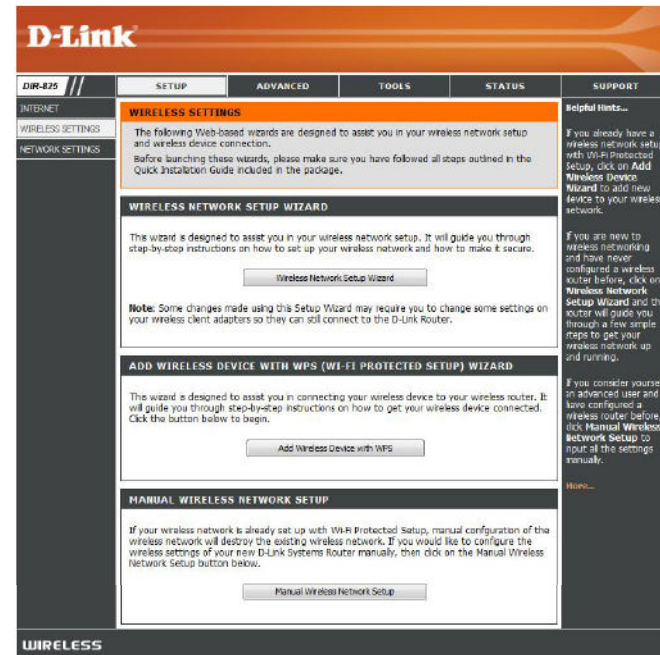 D-Link
DIR-825
SETUP
ADVANCED
TOOLS
STATUS
SUPPORT
INTERNET
WIRELESS SETTINGS
NETWORK SETTINGS
WIRELESS SETTINGS
The following Web-based wizards are designed to assist you in your wireless network setup
and wireless device connection.
Before launching these wizards, please make sure you have followed all steps outlined in the
Quick Installation Guide included in the package.
WIRELESS NETWORK SETUP WIZARD
This wizard is designed to assist you in your wireless network setup. It will guide you through
step-by-step instructions on how to set up your wireless network and how to make it secure.
Wireless Network Setup Wizard
Note: Some changes made using this Setup Wizard may require you to change some settings on
your wireless client adapters so they can still connect to the D-Link Router.
ADD WIRELESS DEVICE WITH WPS (WI-FI PROTECTED SETUP) WIZARD
This wizard is designed to assist you in connecting your wireless device to your wireless router. It
will guide you through step-by-step instructions on how to get your wireless device connected.
Click the button below to begin.
Add Wireless Device with WPS
MANUAL WIRELESS NETWORK SETUP
If your wireless network is already set up with Wi-Fi Protected Setup, manual configuration of the
wireless network will destroy the existing wireless network. If you would like to configure the
wireless settings of your new D-Link Systems Router manually, then click on the Manual Wireless
Network Setup button below.
Manual Wireless Network Setup
Helpful Hints...
If you already have a
wireless network setup
with Wi-Fi Protected
Setup, click on Add
Wireless Device
Wizard to add new
device to your wireless
network.
If you are new to
wireless networking
and have never
configured a wireless
router before, click on
Wireless Network
Setup Wizard and the
router will guide you
through a few simple
steps to get your
wireless network up
and running.
If you consider yourse
an advanced user and
have configured a
wireless router before,
click Manual Wireless
Network Setup to
input all the settings
manually.
More...
WIRELESS